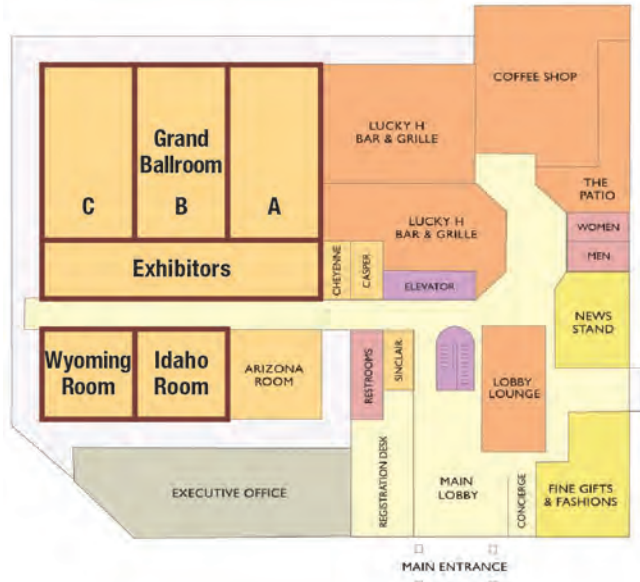 COFFEE SHOP
LUCKY H
BAR & GRILLE
Grand
Ballroom
C
B
A
THE
PATIO
LUCKY H
BAR & GRILLE
WOMEN
MEN
Exhibitors
CHEYENNE
CASPER
ELEVATOR
NEWS
STAND
Wyoming
Room
Idaho
Room
ARIZONA
ROOM
RESTROOMS
SINCLAIR
LOBBY
LOUNGE
EXECUTIVE OFFICE
REGISTRATION DESK
MAIN
LOBBY
CONCIERGE
FINE GIFTS
& FASHIONS
MAIN ENTRANCE